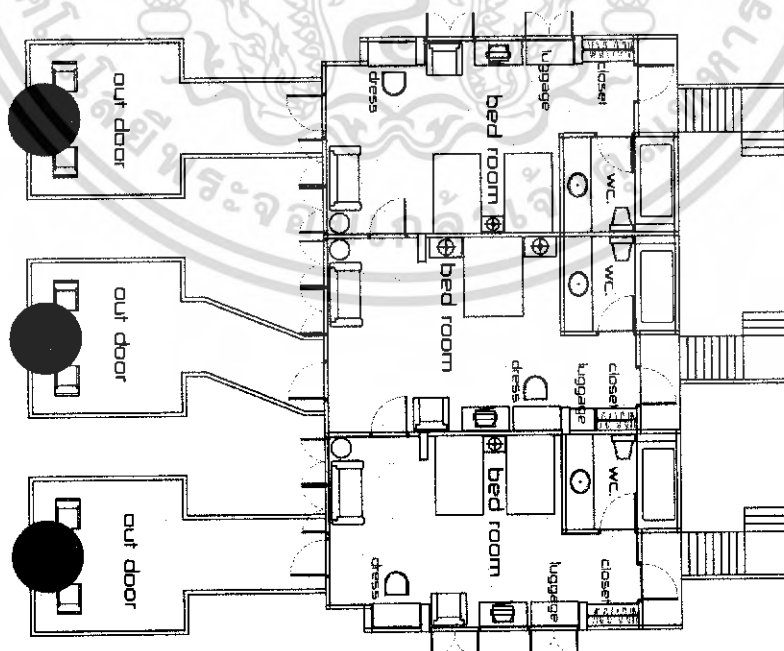 out door
dress
bed room
luggage
closet
wc.
out door
bed room
dress
luggage
closet
wc.
out door
dress
bed room
luggage
closet
wc.